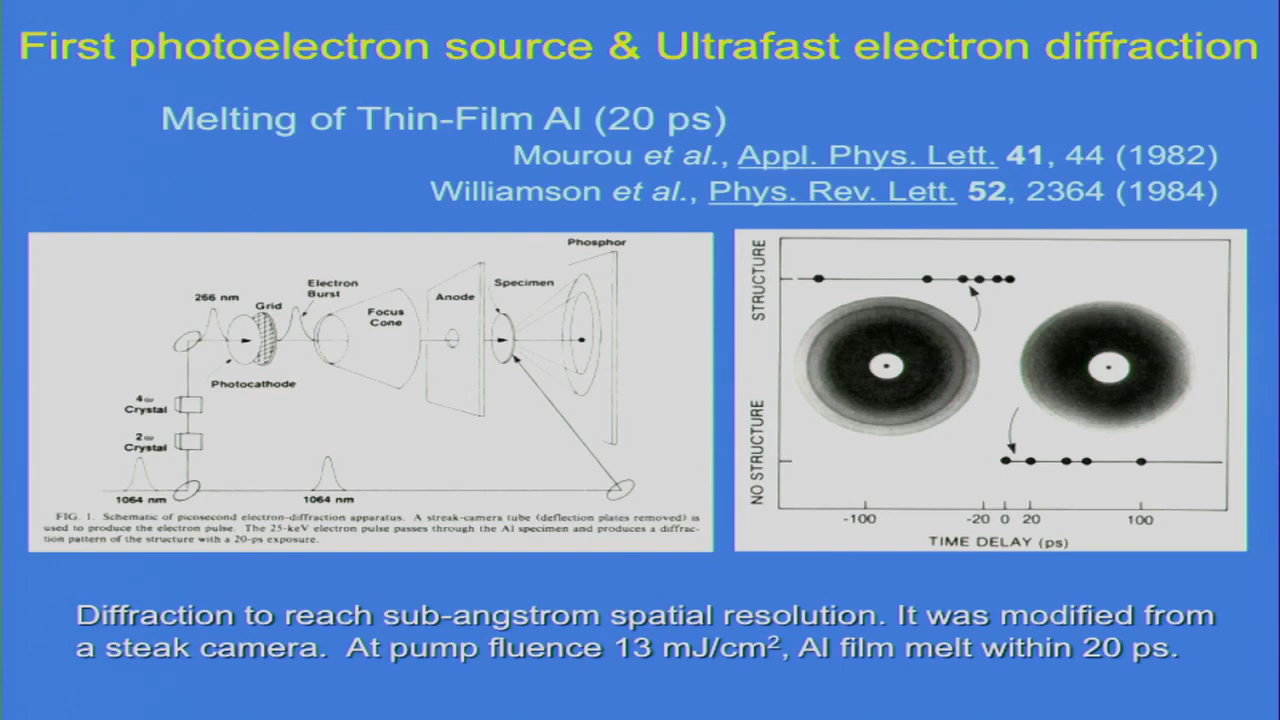 First photoelectron source & Ultrafast electron diffraction
Melting of Thin-Film Al (20 ps)
Mourou et al., Appl. Phys. Lett. 41, 44 (1982)
Williamson et al., Phys. Rev. Lett. 52, 2364 (1984)
Phosphor
Electron
Burst
Specimen
266 nm
Grid
Anode
Focus
Cone
Photocathode
4ω
Crystal
2ω
Crystal
1064 nm
1064 nm
FIG. 1. Schematic of picosecond electron-diffraction apparatus. A streak-camera tube (deflection plates removed) is
used to produce the electron pulse. The 25-keV electron pulse passes through the Al specimen and produces a diffrac-
tion pattern of the structure with a 20-ps exposure.
STRUCTURE
NO STRUCTURE
-100 -20 0 20 100
TIME DELAY (ps)
Diffraction to reach sub-angstrom spatial resolution. It was modified from
a steak camera. At pump fluence 13 mJ/cm², Al film melt within 20 ps.